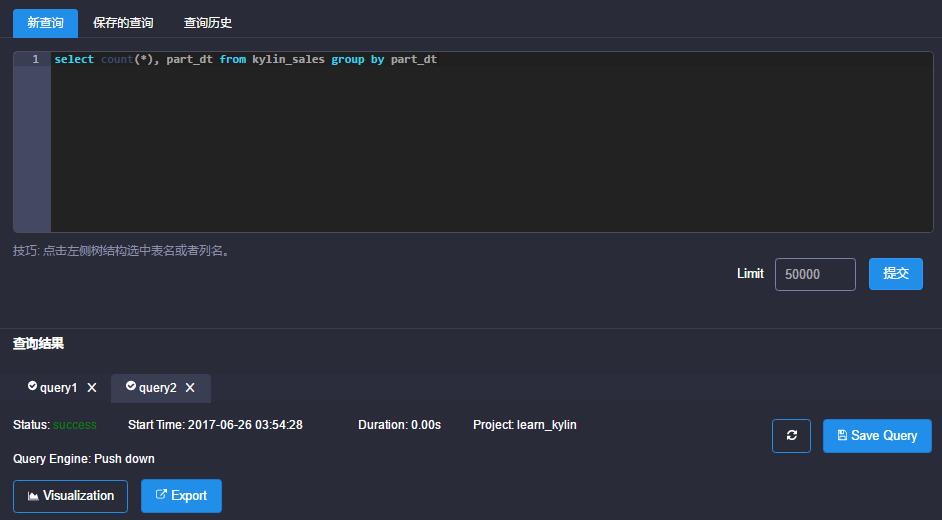 新查询 保存的查询 查询历史
1 select count(*), part_dt from kylin_sales group by part_dt
技巧: 点击左侧树结构选中表名或者列名。
Limit 50000 提交
查询结果
query1 X query2 X
Status: success Start Time: 2017-06-26 03:54:28 Duration: 0.00s Project: learn_kylin
Save Query
Query Engine: Push down
Visualization Export